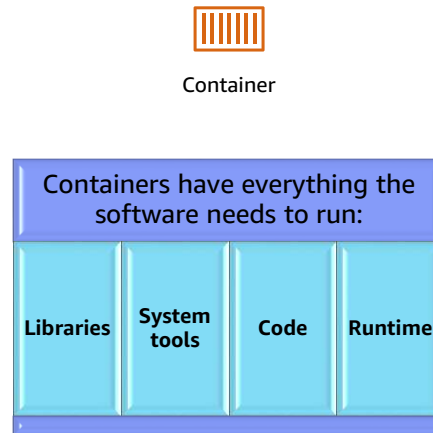 Container
Containers have everything the
software needs to run:
Libraries
System
tools
Code
Runtime